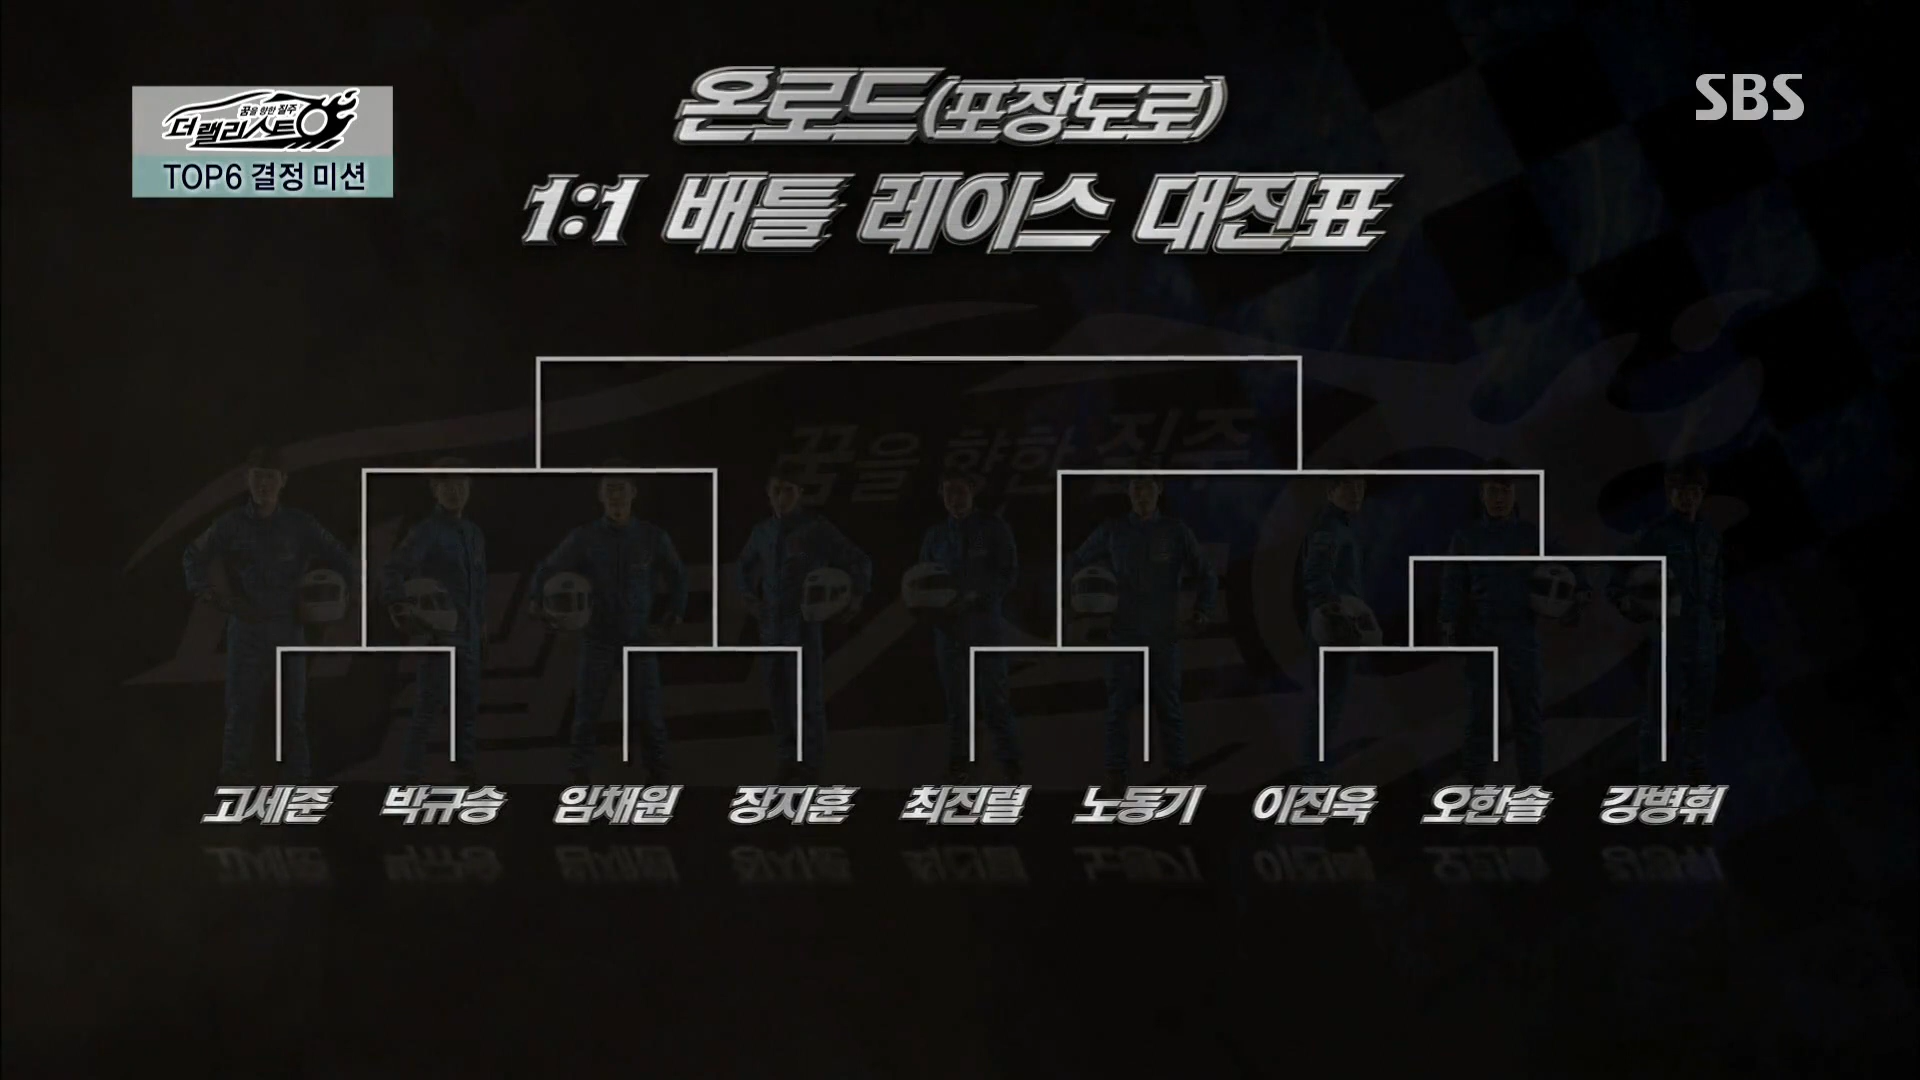 온로드(포장도로)
1:1 배틀 레이스 대진표
꿈을 향한 질주
더 랠리스트
TOP6 결정 미션
SBS
꿈을 향한 질주
고세준 박규승 임채원 장지훈 최진렬 노동기 이진욱 오한솔 강병휘